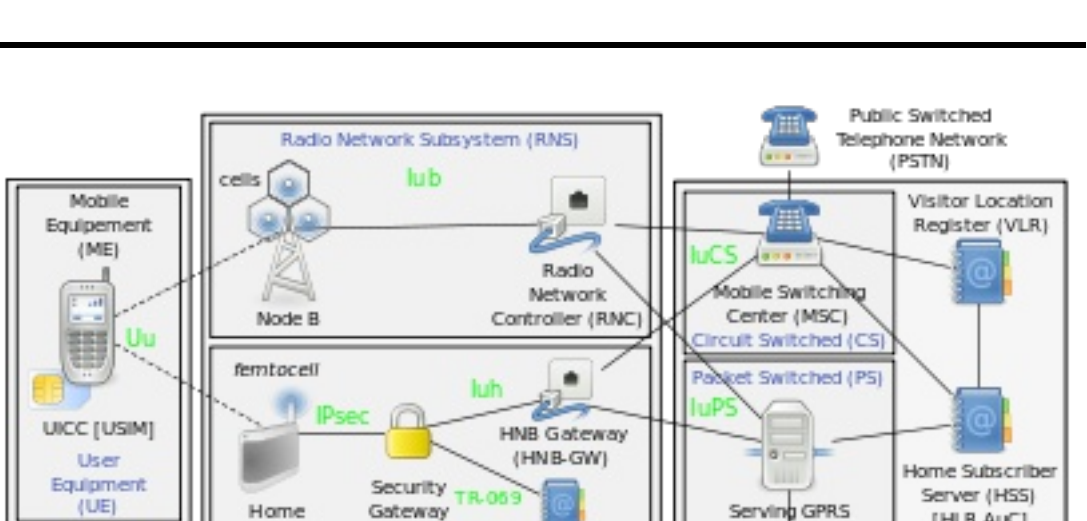 Public Switched
Telephone Network
(PSTN)
Radio Network Subsystem (RNS)
cells
Iub
Radio
Network
Controller (RNC)
Node B
Mobile
Equipement
(ME)
Uu
UICC [USIM]
User
Equipment
(UE)
femtocell
IPsec
Iuh
HNB Gateway
(HNB-GW)
Security
Gateway
TR-069
Home
IuCS
Mobile Switching
Center (MSC)
Circuit Switched (CS)
Packet Switched (PS)
IuPS
Serving GPRS
Visitor Location
Register (VLR)
@
@
Home Subscriber
Server (HSS)
[HLR,AuC]
@